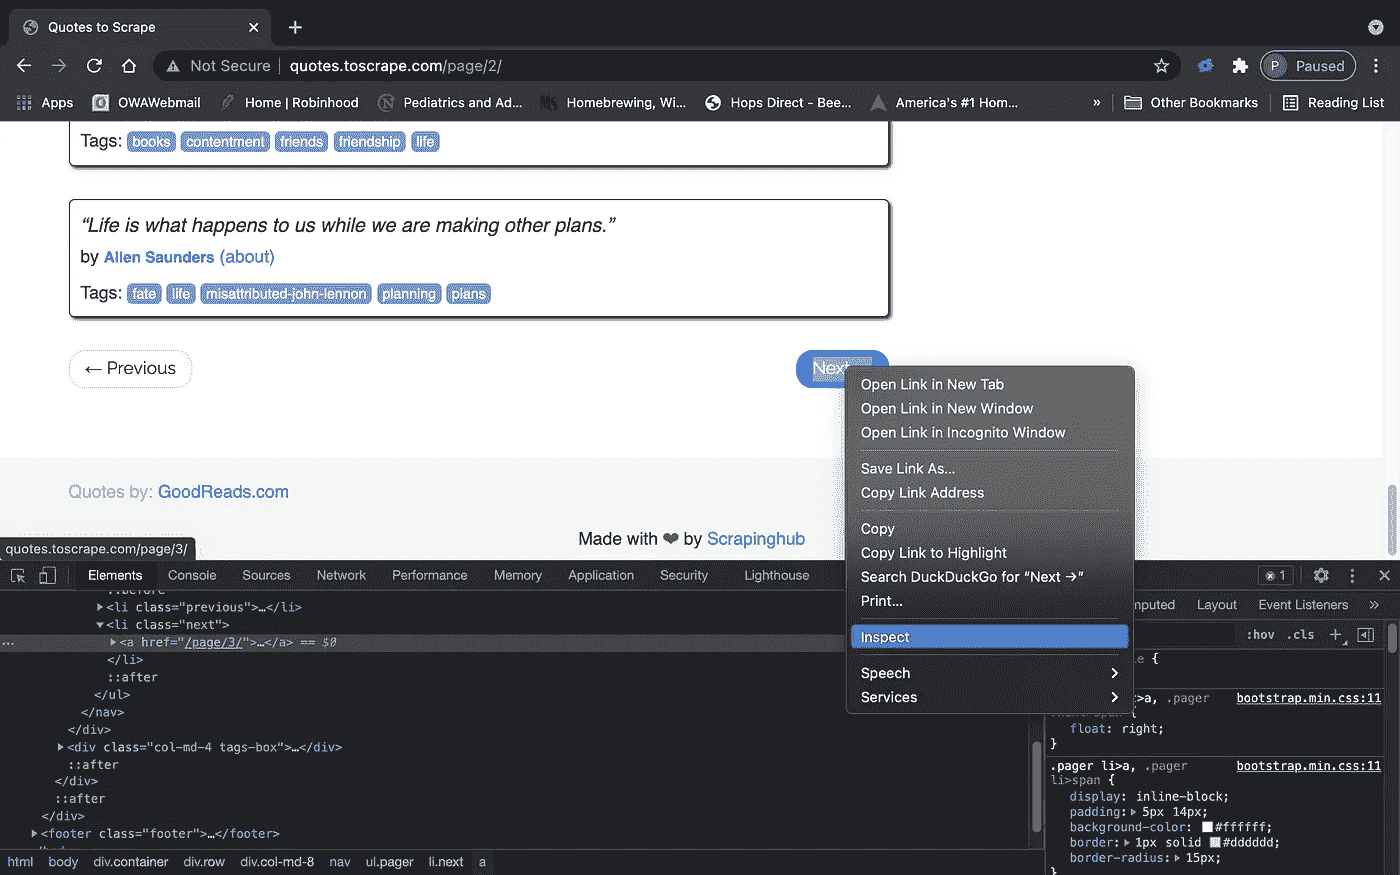 Quotes to Scrape
Not Secure quotes.toscrape.com/page/2/ P Paused
Apps OWAWebmail Home | Robinhood Pediatrics and Ad... Homebrewing, Wi... Hops Direct - Bee... America's #1 Hom... » Other Bookmarks Reading List
Tags: books contentment friends friendship life
“Life is what happens to us while we are making other plans.”
by Allen Saunders (about)
Tags: fate life misattributed-john-lennon planning plans
← Previous
Next
Open Link in New Tab
Open Link in New Window
Open Link in Incognito Window
Save Link As...
Copy Link Address
Copy
Copy Link to Highlight
Search DuckDuckGo for “Next →”
Print...
Inspect
Speech
Services
Quotes by: GoodReads.com
Made with ❤ by Scrapinghub
quotes.toscrape.com/page/3/
Elements Console Sources Network Performance Memory Application Security Lighthouse 1
::before
<li class="previous">…</li>
<li class="next">
<a href="/page/3/">…</a> == $0
</li>
::after
</ul>
</nav>
</div>
<div class="col-md-4 tags-box">…</div>
::after
</div>
::after
</div>
<footer class="footer">…</footer>
html body div.container div.row div.col-md-8 nav ul.pager li.next a
mputed Layout Event Listeners »
:hov .cls +
{
>a, .pager bootstrap.min.css:11
{
float: right;
}
.pager li>a, .pager bootstrap.min.css:11
li>span {
display: inline-block;
padding: 5px 14px;
background-color: #ffffff;
border: 1px solid #dddddd;
border-radius: 15px;
}